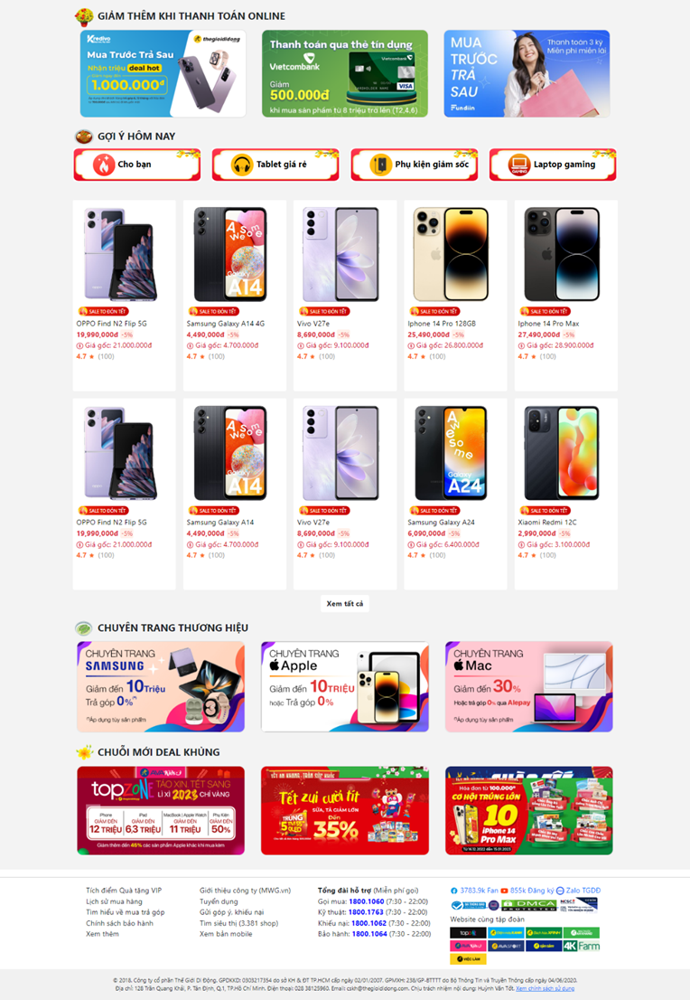 GIẢM THÊM KHI THANH TOÁN ONLINE
Kredivo
thegioididong
Mua Trước Trả Sau
Nhận triệu deal hot
1.000.000đ
Thanh toán qua thẻ tín dụng
Vietcombank
Vietcombank
Giảm
500.000đ
VISA
khi mua sản phẩm từ 8 triệu trở lên (T2,4,6)
MUA
TRƯỚC
TRẢ
SAU
Thanh toán 3 kỳ
Miễn phí miễn lãi
Fundiin
GỢI Ý HÔM NAY
Cho bạn
Tablet giá rẻ
Phụ kiện giảm sốc
Laptop gaming
Awesome
Galaxy
A14
SALE TO ĐÓN TẾT
SALE TO ĐÓN TẾT
SALE TO ĐÓN TẾT
SALE TO ĐÓN TẾT
SALE TO ĐÓN TẾT
OPPO Find N2 Flip 5G
19,990,000đ -5%
Giá gốc: 21.000.000đ
4.7 ★ (100)
Samsung Galaxy A14 4G
4,490,000đ -5%
Giá gốc: 4.700.000đ
4.7 ★ (100)
Vivo V27e
8,690,000đ -5%
Giá gốc: 9.100.000đ
4.7 ★ (100)
Iphone 14 Pro 128GB
25,490,000đ -5%
Giá gốc: 26.800.000đ
4.7 ★ (100)
Iphone 14 Pro Max
27,490,000đ -5%
Giá gốc: 28.900.000đ
4.7 ★ (100)
Awesome
Galaxy
A14
Awesome
Galaxy
A24
SALE TO ĐÓN TẾT
SALE TO ĐÓN TẾT
SALE TO ĐÓN TẾT
SALE TO ĐÓN TẾT
SALE TO ĐÓN TẾT
OPPO Find N2 Flip 5G
19,990,000đ -5%
Giá gốc: 21.000.000đ
4.7 ★ (100)
Samsung Galaxy A14
4,490,000đ -5%
Giá gốc: 4.700.000đ
4.7 ★ (100)
Vivo V27e
8,690,000đ -5%
Giá gốc: 9.100.000đ
4.7 ★ (100)
Samsung Galaxy A24
6,090,000đ -5%
Giá gốc: 6.400.000đ
4.7 ★ (100)
Xiaomi Redmi 12C
2,990,000đ -5%
Giá gốc: 3.100.000đ
4.7 ★ (100)
Xem tất cả
CHUYÊN TRANG THƯƠNG HIỆU
CHUYÊN TRANG
SAMSUNG
Giảm đến 10Triệu
Trả góp 0%(*)
(*)Áp dụng tùy sản phẩm
CHUYÊN TRANG
Apple
Giảm đến 10TRIỆU
hoặc Trả góp 0%
CHUYÊN TRANG
Mac
Giảm đến 30%
Hoặc trả góp 0% qua Alepay
(*)Áp dụng tùy sản phẩm
CHUỖI MỚI DEAL KHỦNG
AVAKids
topzone
TÁO XỊN TẾT SANG
LÌ XÌ 2023 CHỈ VÀNG
iPhone
GIẢM ĐẾN
12 TRIỆU
iPad
GIẢM ĐẾN
6.3 TRIỆU
MacBook | Apple Watch
GIẢM ĐẾN
11 TRIỆU
Phụ Kiện
GIẢM ĐẾN
50%
Giảm thêm đến 45% các sản phẩm Apple khác khi mua kèm
Tết zui cười tít
SỮA, TÃ GIẢM LỚN
Đến
35%
TRÚNG
Hóa đơn từ 100.000đ
CƠ HỘI TRÚNG LỚN
10
iPhone 14
Pro Max
Tích điểm Quà tặng VIP
Lịch sử mua hàng
Tìm hiểu về mua trả góp
Chính sách bảo hành
Xem thêm
Giới thiệu công ty (MWG.vn)
Tuyển dụng
Gửi góp ý, khiếu nại
Tìm siêu thị (3.381 shop)
Xem bản mobile
Tổng đài hỗ trợ (Miễn phí gọi)
Gọi mua: 1800.1060 (7:30 - 22:00)
Kỹ thuật: 1800.1763 (7:30 - 22:00)
Khiếu nại: 1800.1062 (7:30 - 22:00)
Bảo hành: 1800.1064 (7:30 - 22:00)
3783.9k Fan 855k Đăng ký Zalo TGDĐ
DMCA
PROTECTED
NCSC
Website cùng tập đoàn
topzone
AVAKids
AVASPORT
4KFarm
VIỆC LÀM
© 2018. Công ty cổ phần Thế Giới Di Động. GPDKKD: 0303217354 do sở KH & ĐT TP.HCM cấp ngày 02/01/2007. GPMXH: 238/GP-BTTTT do Bộ Thông Tin và Truyền Thông cấp ngày 04/06/2020.
Địa chỉ: 128 Trần Quang Khải, P. Tân Định, Q.1, TP.Hồ Chí Minh. Điện thoại: 028 38125960. Email: cskh@thegioididong.com. Chịu trách nhiệm nội dung: Huỳnh Văn Tốt. Xem chính sách sử dụng